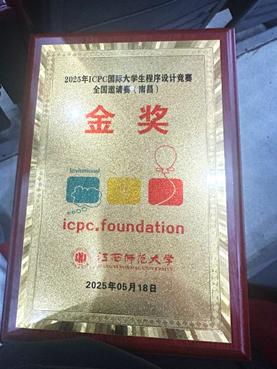 2025年ICPC国际大学生程序设计竞赛
全国邀请赛（南昌）
金奖
Invitational
icpc.foundation
江西师范大学
2025年05月18日